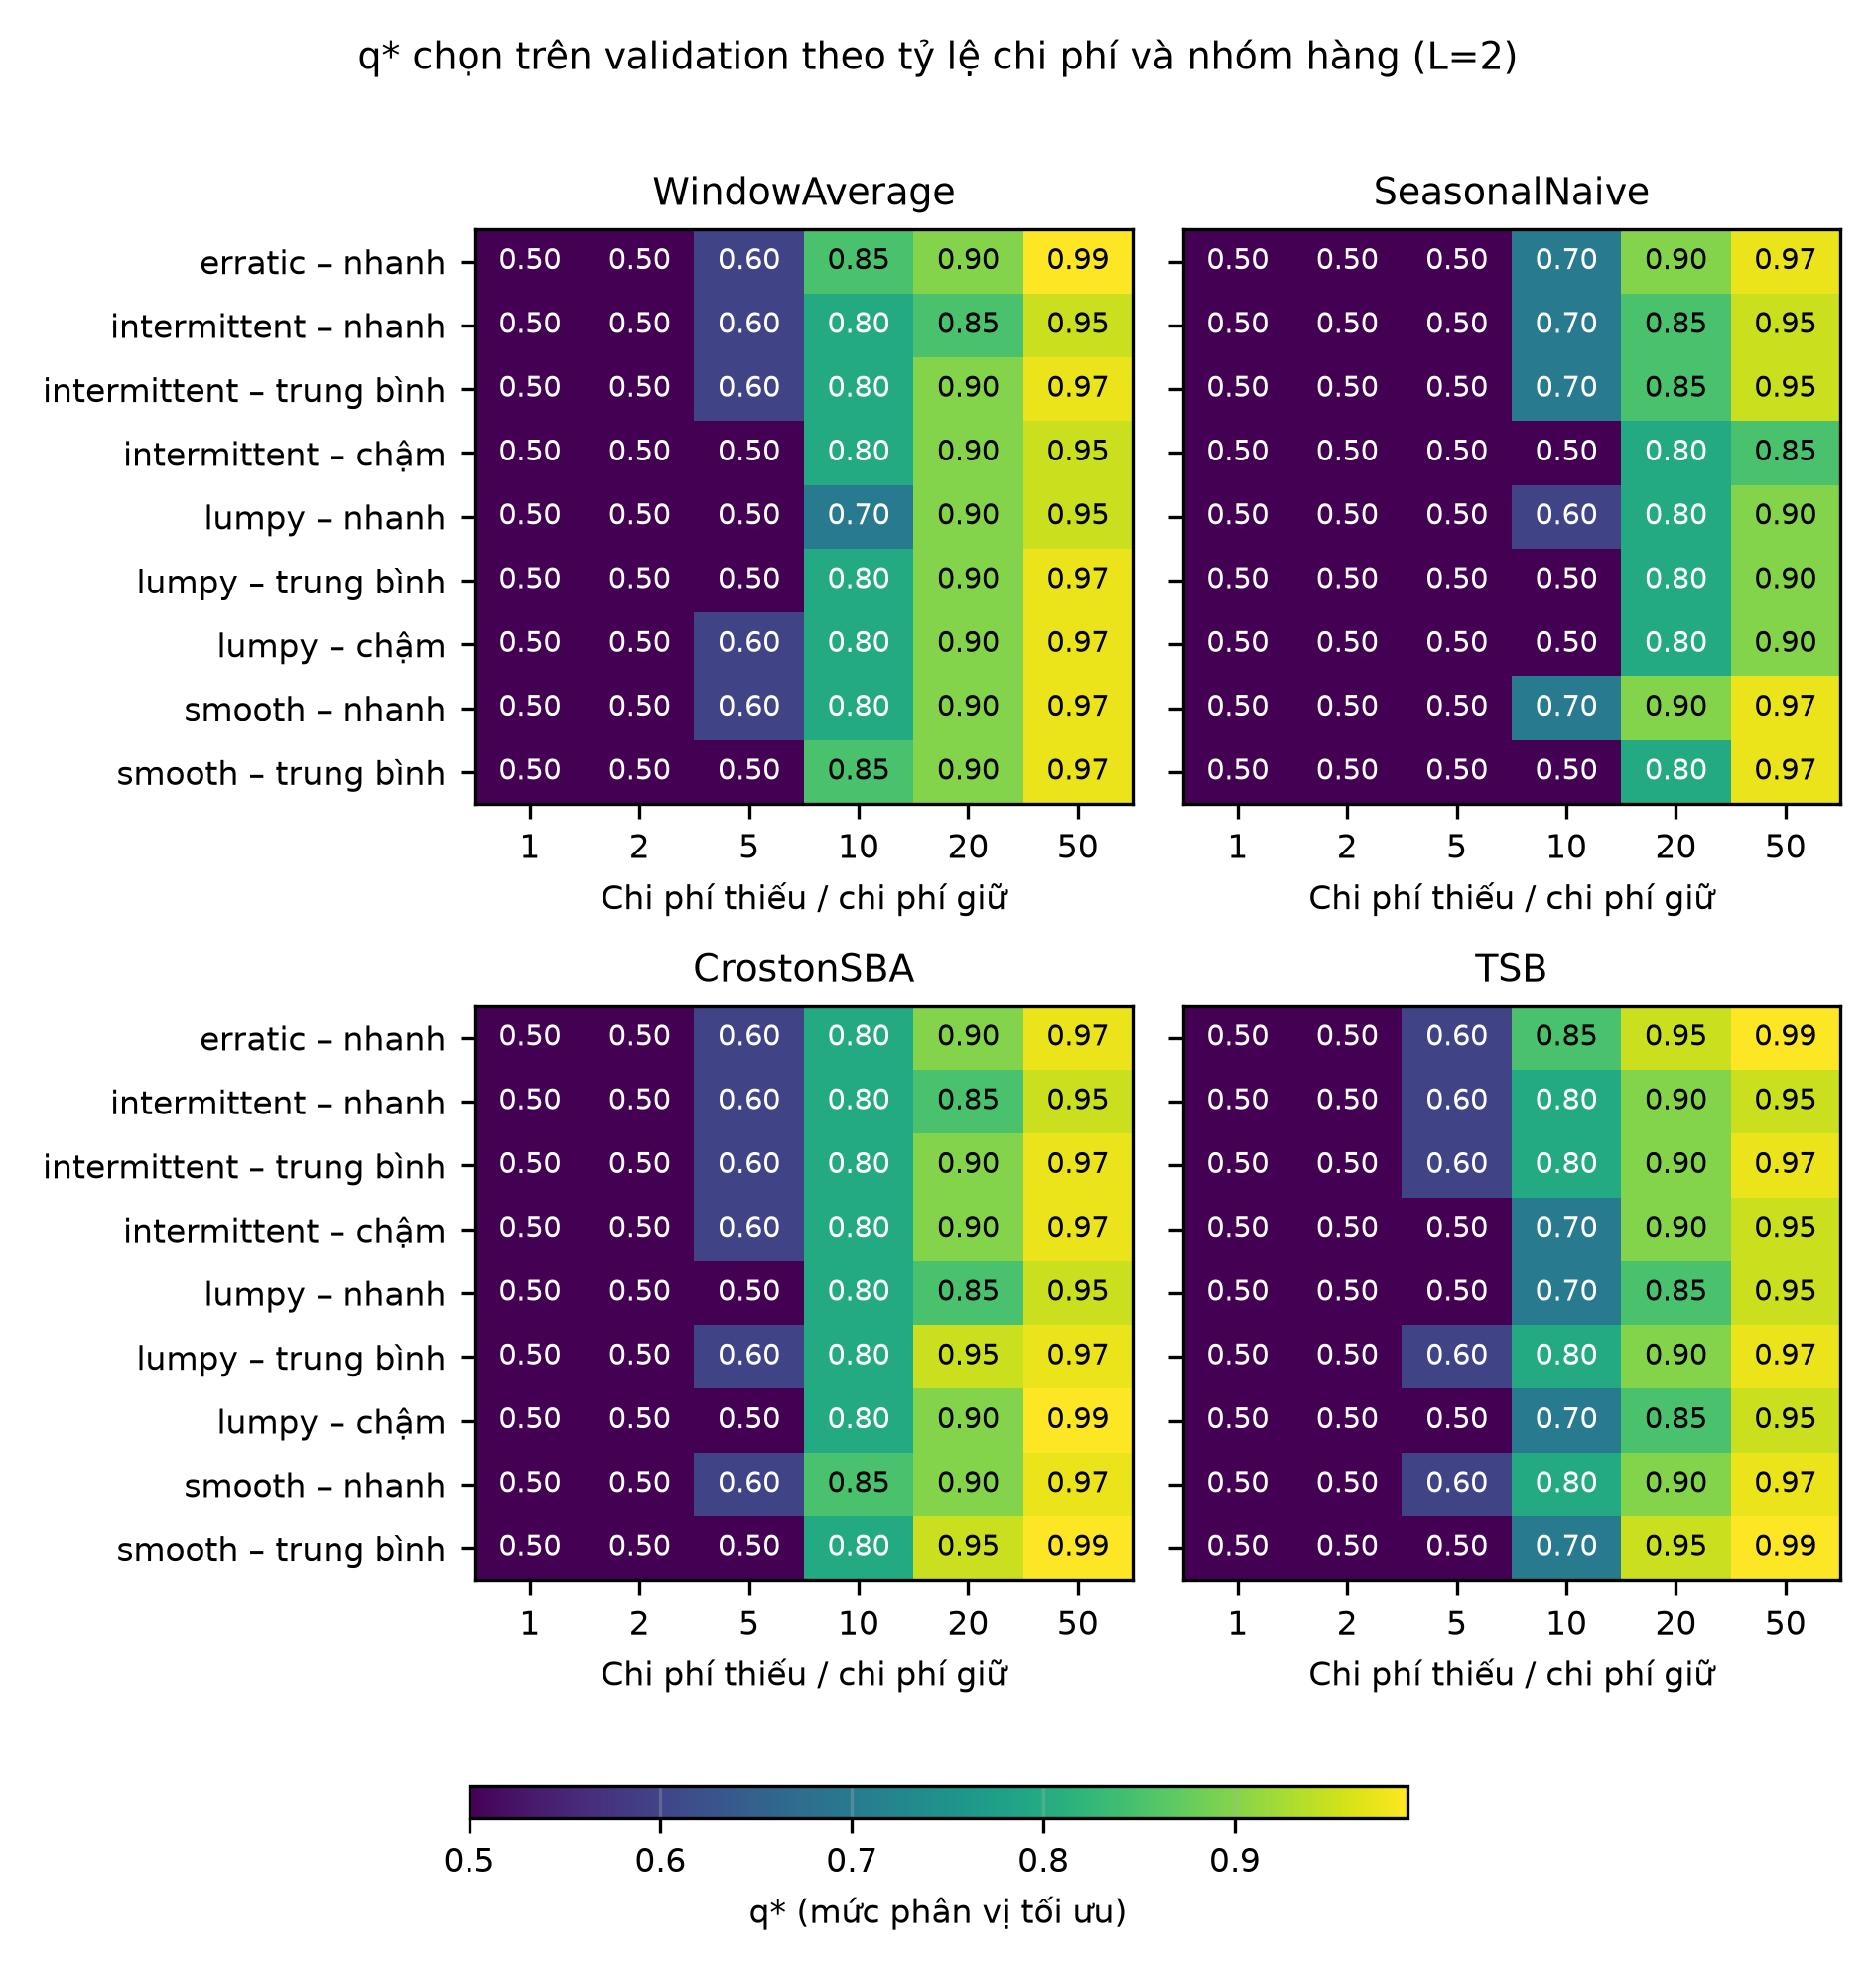 q* chọn trên validation theo tỷ lệ chi phí và nhóm hàng (L=2)
WindowAverage
erratic – nhanh 0.50 0.50 0.60 0.85 0.90 0.99
intermittent – nhanh 0.50 0.50 0.60 0.80 0.85 0.95
intermittent – trung bình 0.50 0.50 0.60 0.80 0.90 0.97
intermittent – chậm 0.50 0.50 0.50 0.80 0.90 0.95
lumpy – nhanh 0.50 0.50 0.50 0.70 0.90 0.95
lumpy – trung bình 0.50 0.50 0.50 0.80 0.90 0.97
lumpy – chậm 0.50 0.50 0.60 0.80 0.90 0.97
smooth – nhanh 0.50 0.50 0.60 0.80 0.90 0.97
smooth – trung bình 0.50 0.50 0.50 0.85 0.90 0.97
1 2 5 10 20 50
Chi phí thiếu / chi phí giữ
SeasonalNaive
0.50 0.50 0.50 0.70 0.90 0.97
0.50 0.50 0.50 0.70 0.85 0.95
0.50 0.50 0.50 0.70 0.85 0.95
0.50 0.50 0.50 0.50 0.80 0.85
0.50 0.50 0.50 0.60 0.80 0.90
0.50 0.50 0.50 0.50 0.80 0.90
0.50 0.50 0.50 0.50 0.80 0.90
0.50 0.50 0.50 0.70 0.90 0.97
0.50 0.50 0.50 0.50 0.80 0.97
1 2 5 10 20 50
Chi phí thiếu / chi phí giữ
CrostonSBA
erratic – nhanh 0.50 0.50 0.60 0.80 0.90 0.97
intermittent – nhanh 0.50 0.50 0.60 0.80 0.85 0.95
intermittent – trung bình 0.50 0.50 0.60 0.80 0.90 0.97
intermittent – chậm 0.50 0.50 0.60 0.80 0.90 0.97
lumpy – nhanh 0.50 0.50 0.50 0.80 0.85 0.95
lumpy – trung bình 0.50 0.50 0.60 0.80 0.95 0.97
lumpy – chậm 0.50 0.50 0.50 0.80 0.90 0.99
smooth – nhanh 0.50 0.50 0.60 0.85 0.90 0.97
smooth – trung bình 0.50 0.50 0.50 0.80 0.95 0.99
1 2 5 10 20 50
Chi phí thiếu / chi phí giữ
TSB
0.50 0.50 0.60 0.85 0.95 0.99
0.50 0.50 0.60 0.80 0.90 0.95
0.50 0.50 0.60 0.80 0.90 0.97
0.50 0.50 0.50 0.70 0.90 0.95
0.50 0.50 0.50 0.70 0.85 0.95
0.50 0.50 0.60 0.80 0.90 0.97
0.50 0.50 0.50 0.70 0.85 0.95
0.50 0.50 0.60 0.80 0.90 0.97
0.50 0.50 0.50 0.70 0.95 0.99
1 2 5 10 20 50
Chi phí thiếu / chi phí giữ
0.5 0.6 0.7 0.8 0.9
q* (mức phân vị tối ưu)